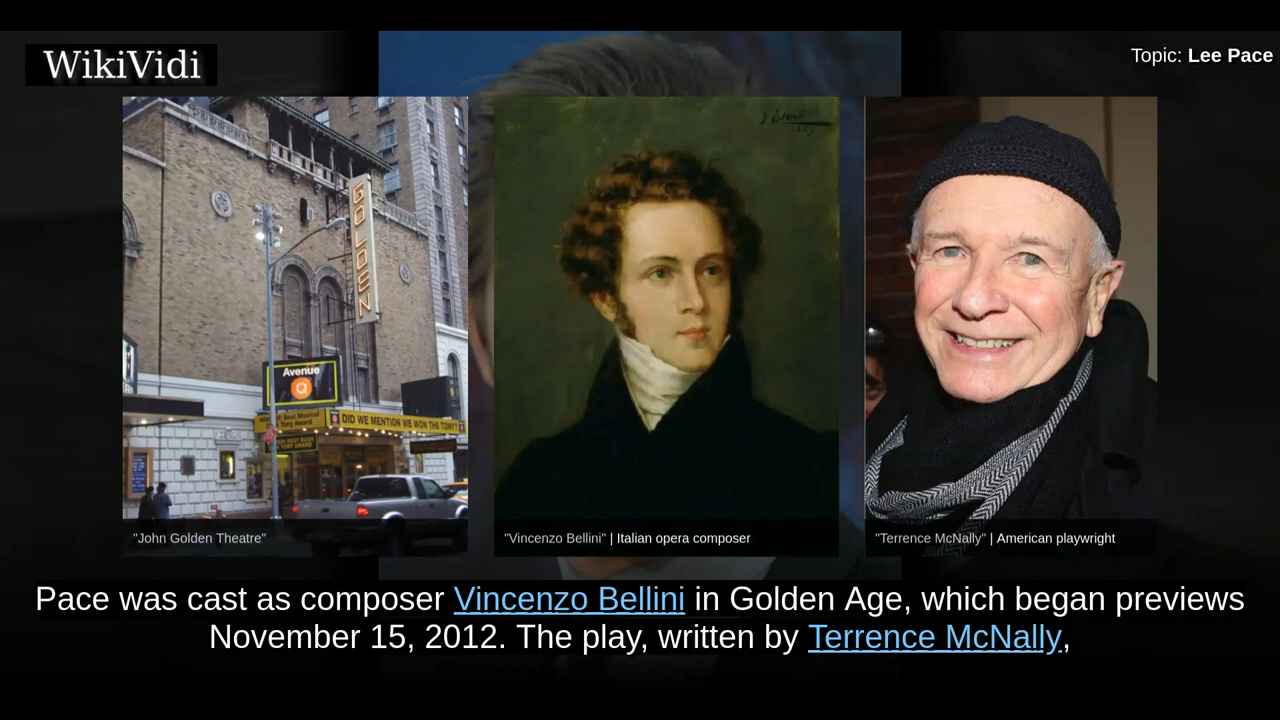 WikiVidi
Topic: Lee Pace
GOLDEN
Avenue
Q
DID WE MENTION WE WON THE TONY?
"John Golden Theatre"
"Vincenzo Bellini" | Italian opera composer
"Terrence McNally" | American playwright
Pace was cast as composer Vincenzo Bellini in Golden Age, which began previews
November 15, 2012. The play, written by Terrence McNally,